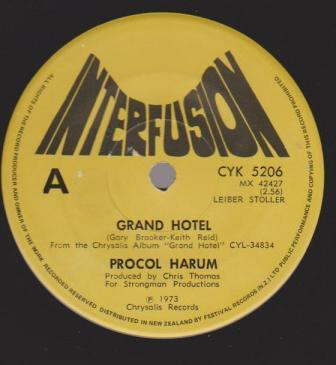 INTERFUSION
A
CYK 5206
MX 42427
(2.56)
LEIBER STOLLER
GRAND HOTEL
(Gary Brooker-Keith Reid)
From the Chrysalis Album "Grand Hotel" CYL-34834
PROCOL HARUM
Produced by Chris Thomas
For Strongman Productions
℗ 1973
Chrysalis Records
ALL RIGHTS OF THE RECORD PRODUCER AND OWNER OF THE WORK RECORDED RESERVED DISTRIBUTED IN NEW ZEALAND BY FESTIVAL RECORDS (N.Z.) LTD PUBLIC PERFORMANCE AND COPYING OF THIS RECORD PROHIBITED.